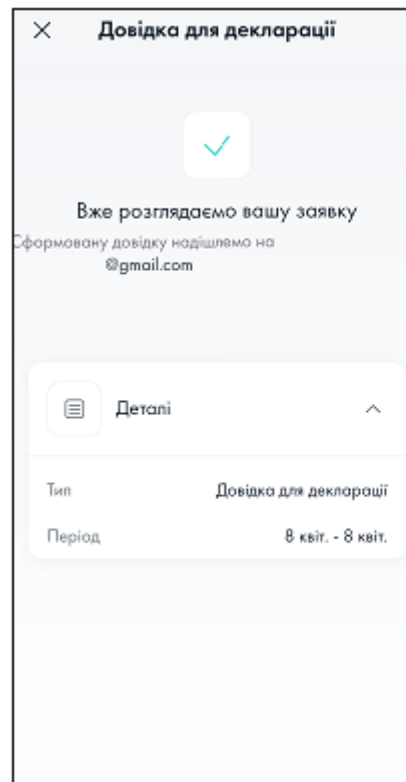 Довідка для декларації
Вже розглядаємо вашу заявку
Сформовану довідку надішлемо на
@gmail.com
Деталі
Тип Довідка для декларації
Період 8 квіт. - 8 квіт.